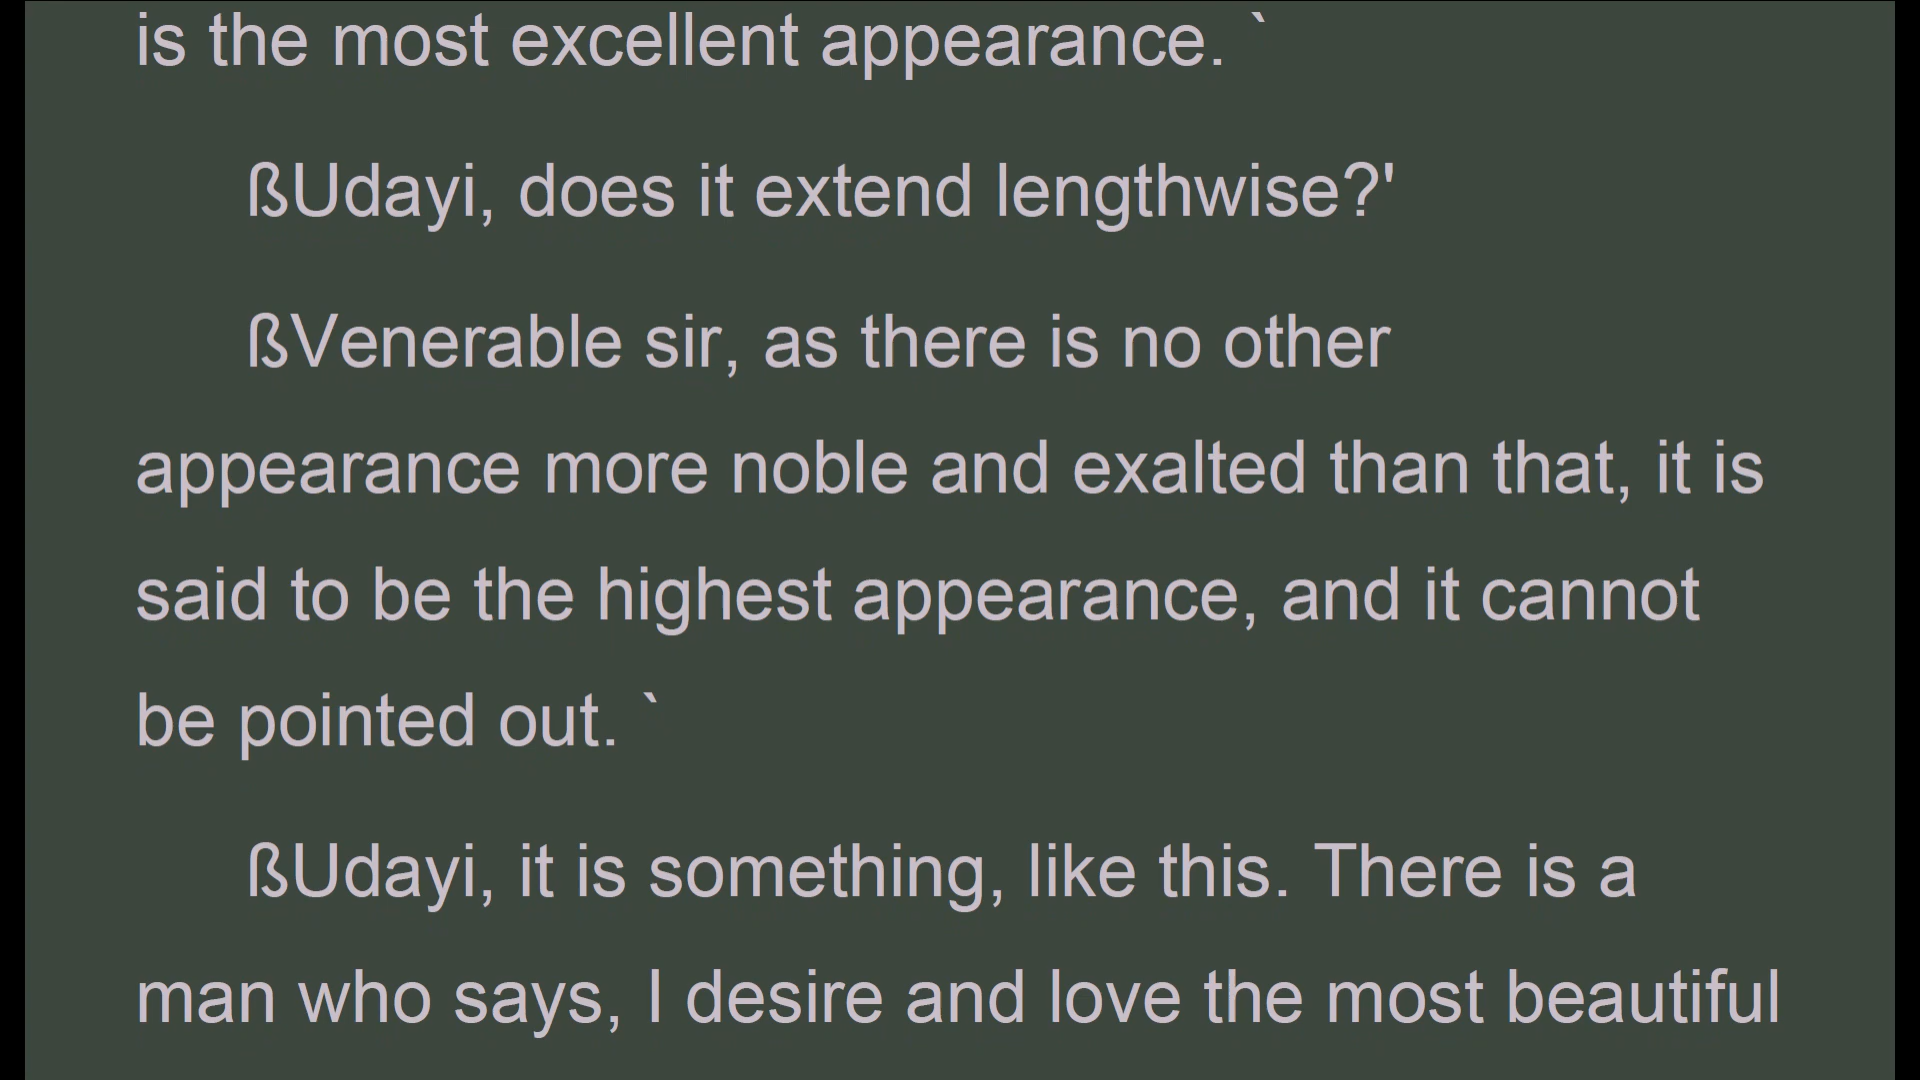 is the most excellent appearance. `
ßUdayi, does it extend lengthwise?'
ßVenerable sir, as there is no other
appearance more noble and exalted than that, it is
said to be the highest appearance, and it cannot
be pointed out. `
ßUdayi, it is something, like this. There is a
man who says, I desire and love the most beautiful